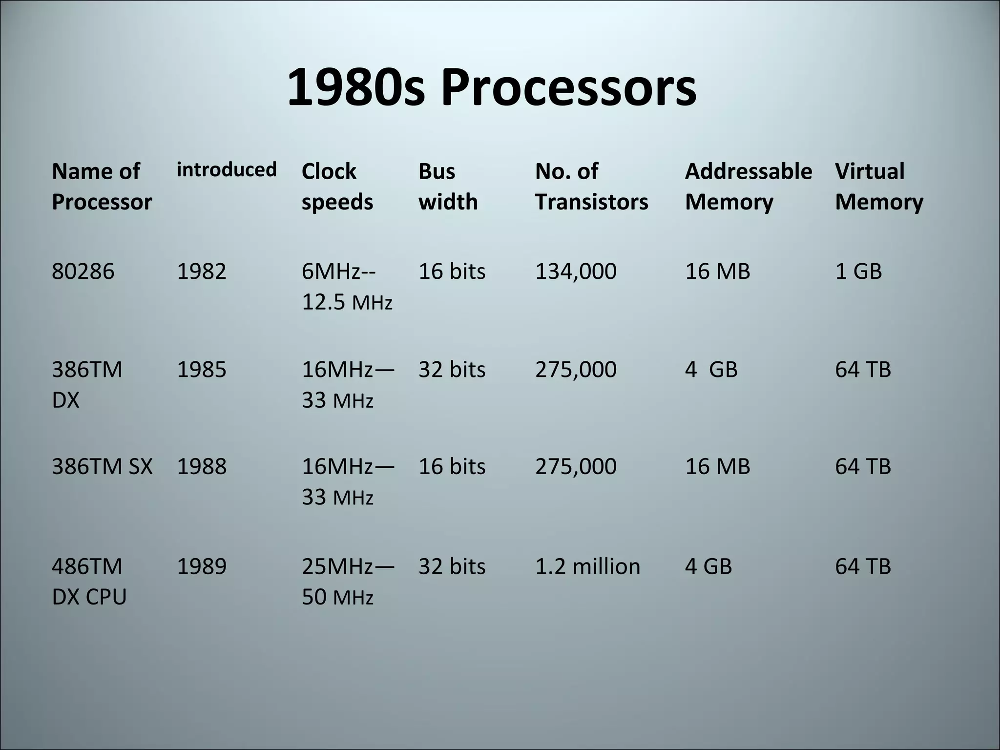 1980s Processors
Name of Processor introduced Clock speeds Bus width No. of Transistors Addressable Memory Virtual Memory
80286 1982 6MHz-- 12.5 MHz 16 bits 134,000 16 MB 1 GB
386TM DX 1985 16MHz— 33 MHz 32 bits 275,000 4  GB 64 TB
386TM SX 1988 16MHz— 33 MHz 16 bits 275,000 16 MB 64 TB
486TM DX CPU 1989 25MHz— 50 MHz 32 bits 1.2 million 4 GB 64 TB